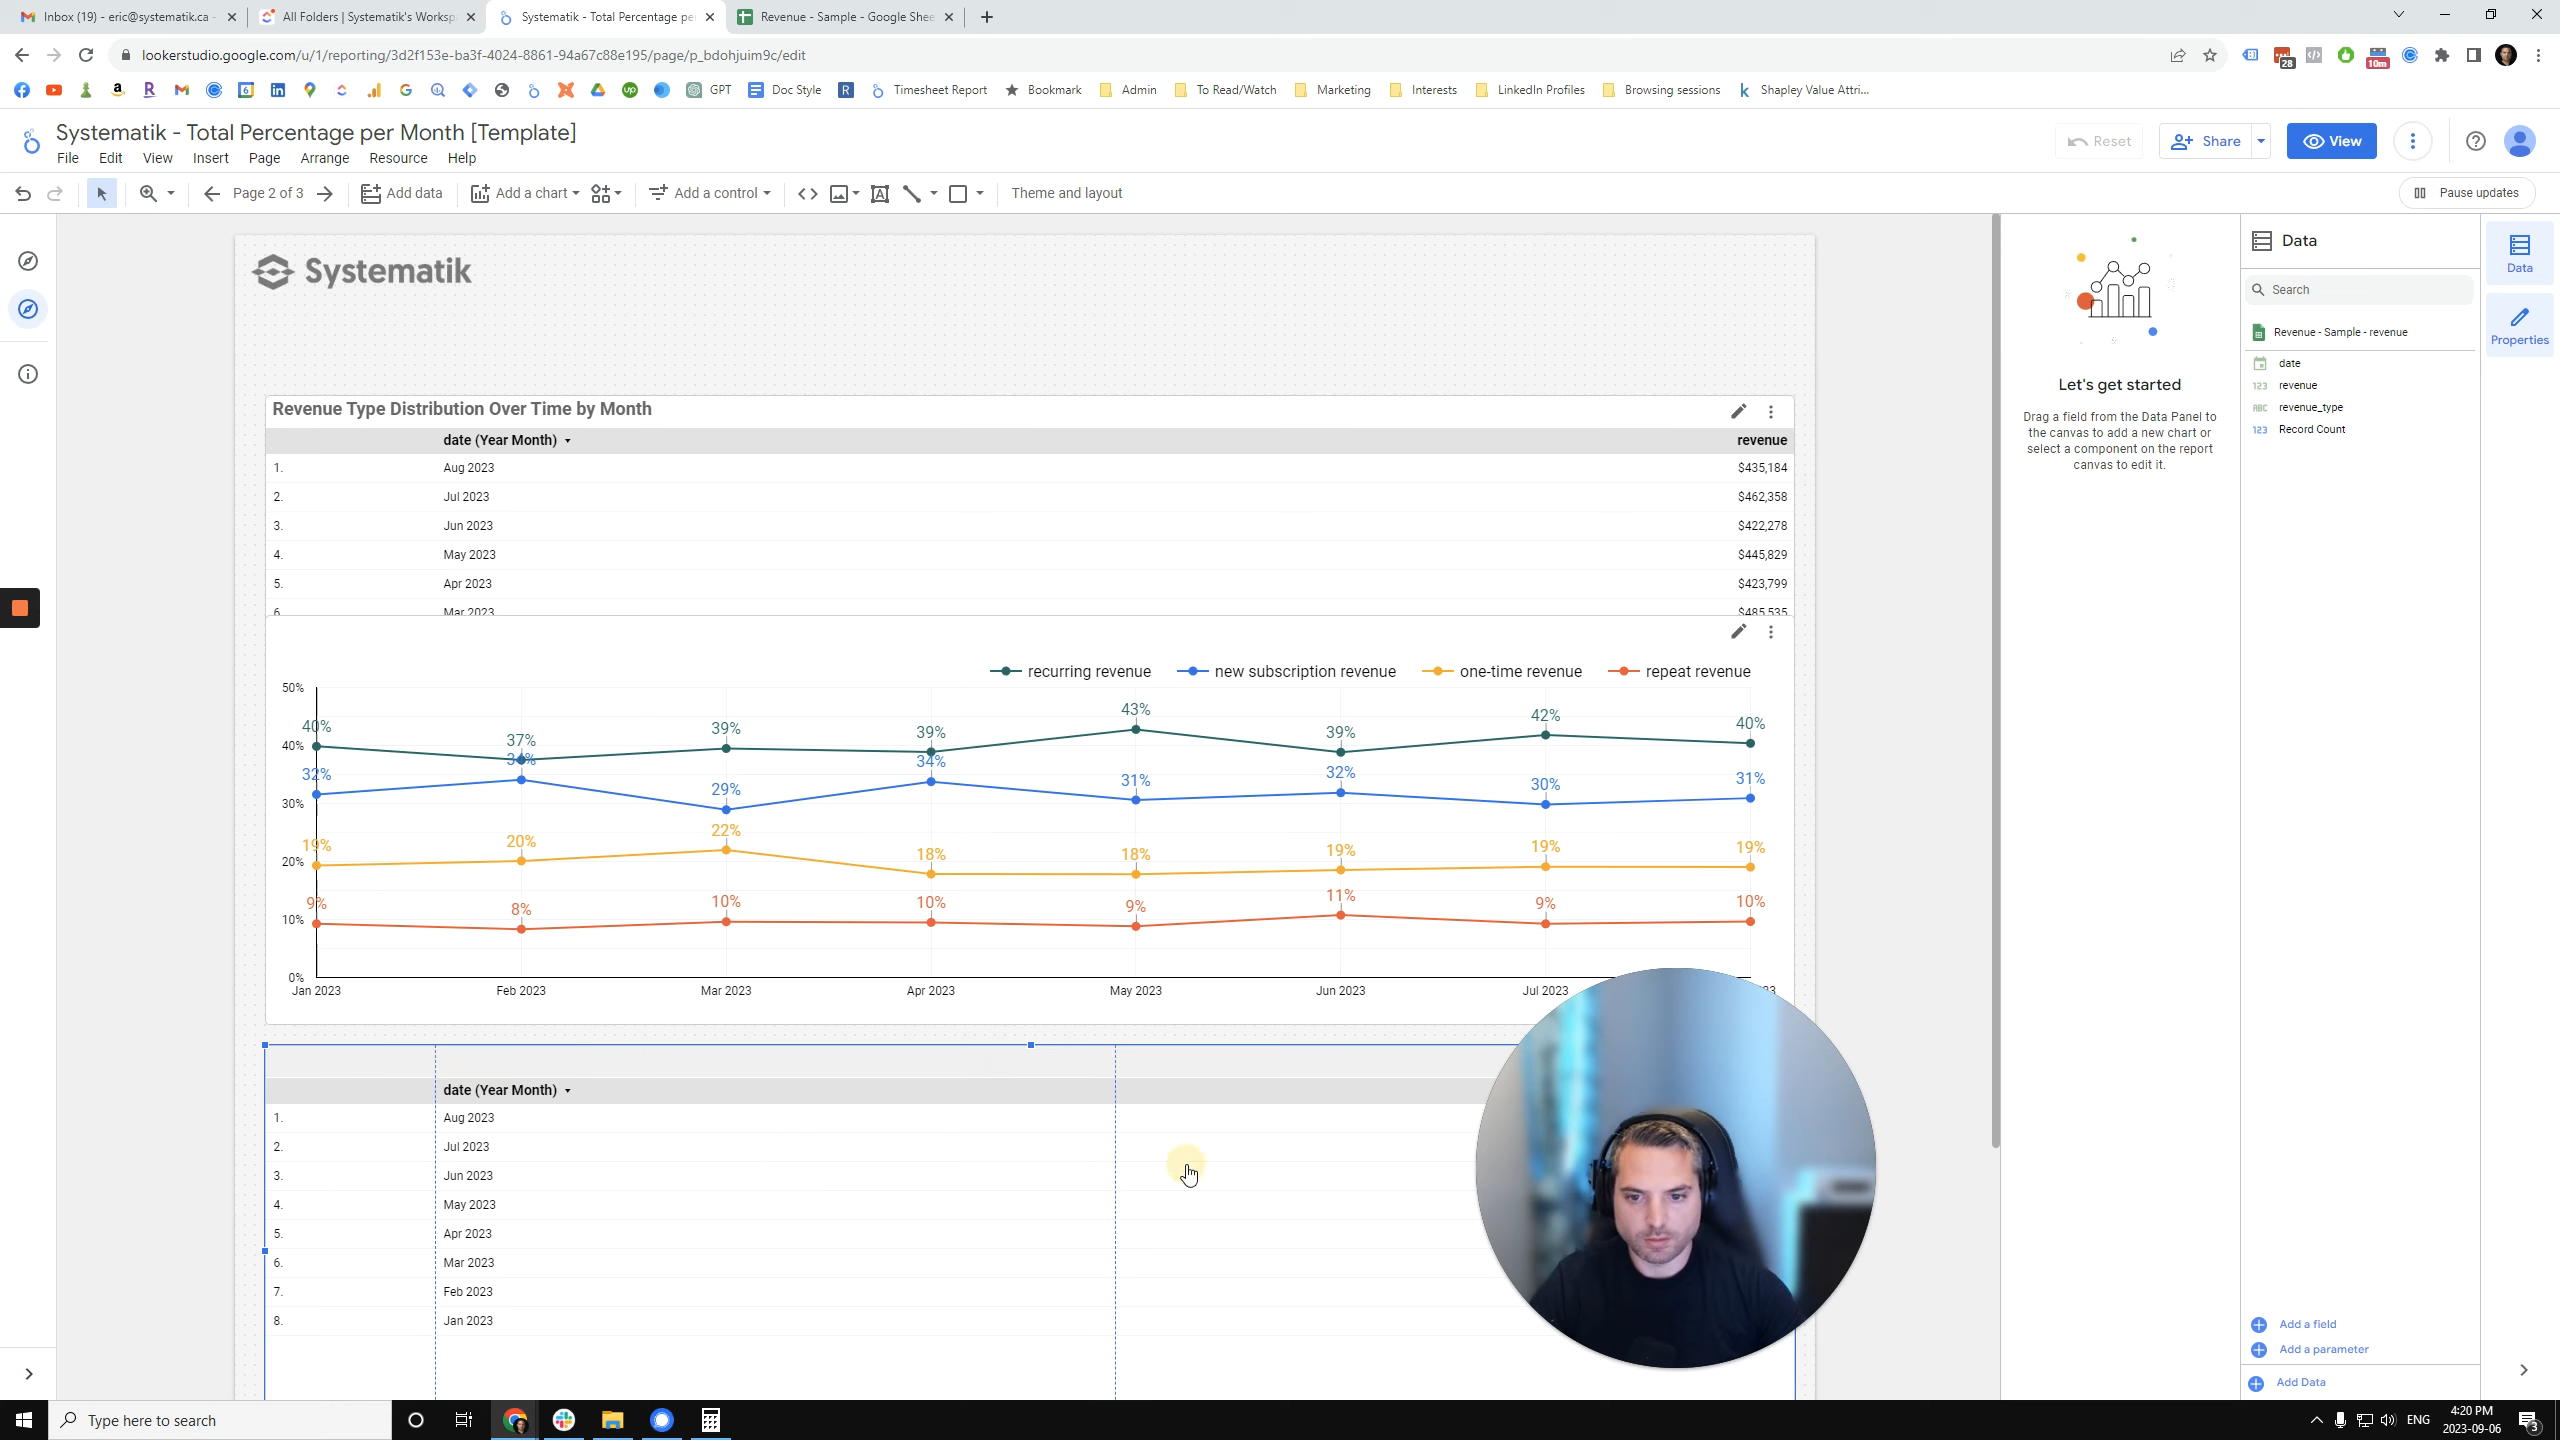 Inbox (19) - eric@systematik.ca -
All Folders | Systematik's Worksp
Systematik - Total Percentage pe
Revenue - Sample - Google Shee
lookerstudio.google.com/u/1/reporting/3d2f153e-ba3f-4024-8861-94a67c88e195/page/p_bdohjuim9c/edit
28
10m
GPT
Doc Style
Timesheet Report
Bookmark
Admin
To Read/Watch
Marketing
Interests
LinkedIn Profiles
Browsing sessions
Shapley Value Attri...
Systematik - Total Percentage per Month [Template]
File Edit View Insert Page Arrange Resource Help
Reset
Share
View
Page 2 of 3
Add data
Add a chart
Add a control
Theme and layout
Pause updates
Systematik
Revenue Type Distribution Over Time by Month
date (Year Month) revenue
1. Aug 2023 $435,184
2. Jul 2023 $462,358
3. Jun 2023 $422,278
4. May 2023 $445,829
5. Apr 2023 $423,799
6. Mar 2023 $485,535
recurring revenue new subscription revenue one-time revenue repeat revenue
50%
40%
30%
20%
10%
0%
40% 37% 39% 39% 43% 39% 42% 40%
32% 34% 29% 34% 31% 32% 30% 31%
19% 20% 22% 18% 18% 19% 19% 19%
9% 8% 10% 10% 9% 11% 9% 10%
Jan 2023 Feb 2023 Mar 2023 Apr 2023 May 2023 Jun 2023 Jul 2023
date (Year Month)
1. Aug 2023
2. Jul 2023
3. Jun 2023
4. May 2023
5. Apr 2023
6. Mar 2023
7. Feb 2023
8. Jan 2023
Let's get started
Drag a field from the Data Panel to
the canvas to add a new chart or
select a component on the report
canvas to edit it.
Data
Search
Revenue - Sample - revenue
date
123 revenue
ABC revenue_type
123 Record Count
Add a field
Add a parameter
Add Data
Data
Properties
Type here to search
ENG
4:20 PM
2023-09-06
3